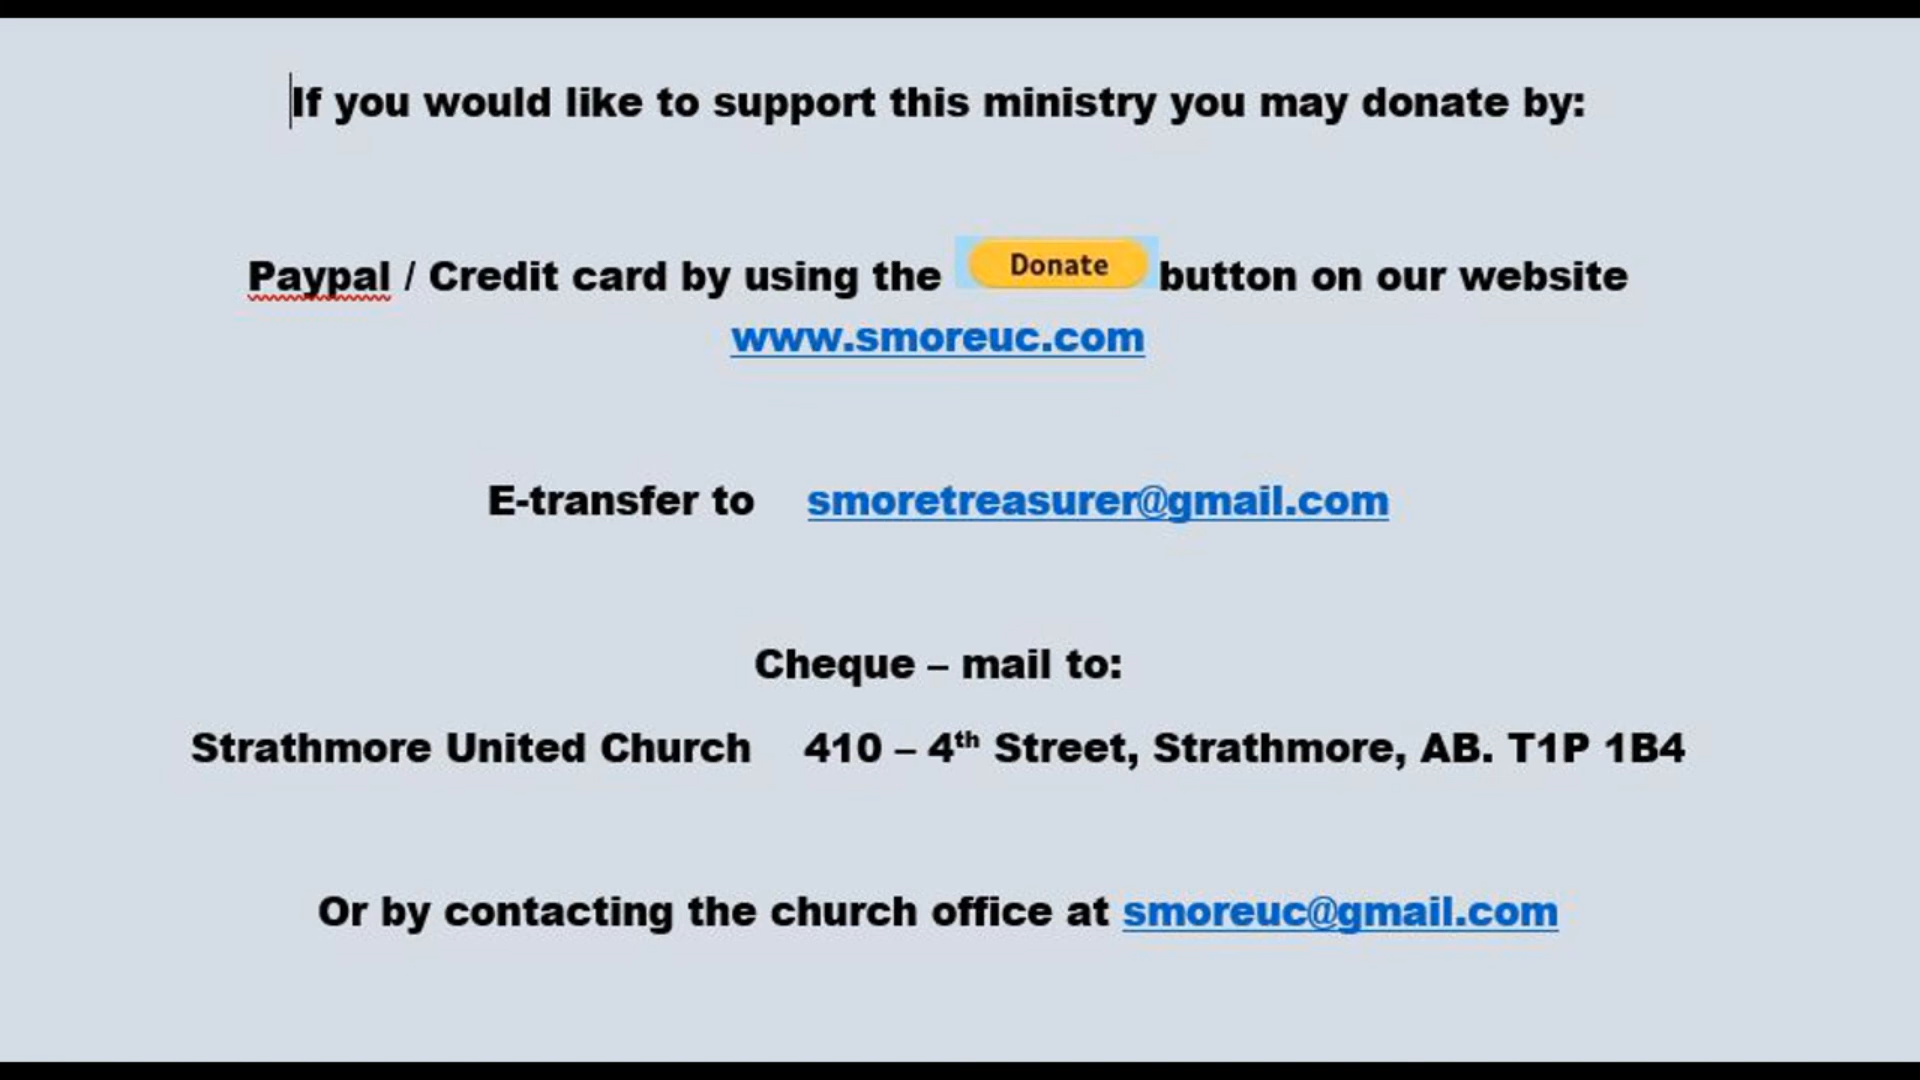 If you would like to support this ministry you may donate by:
Paypal / Credit card by using the Donate button on our website
www.smoreuc.com
E-transfer to smoretreasurer@gmail.com
Cheque – mail to:
Strathmore United Church 410 – 4th Street, Strathmore, AB. T1P 1B4
Or by contacting the church office at smoreuc@gmail.com